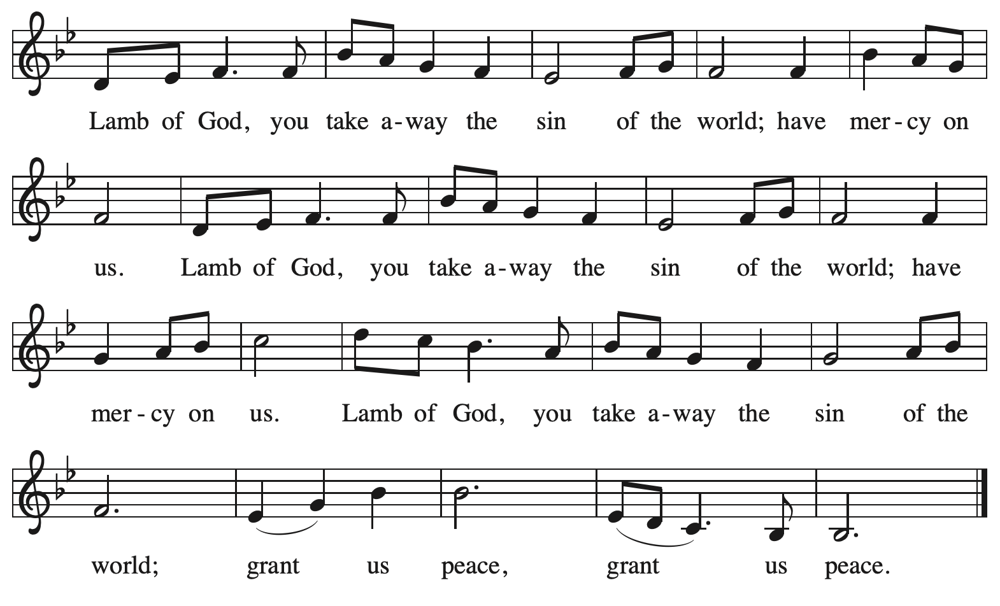 Lamb of God, you take a-way the sin of the world; have mer-cy on
us. Lamb of God, you take a-way the sin of the world; have
mer-cy on us. Lamb of God, you take a-way the sin of the
world; grant us peace, grant us peace.